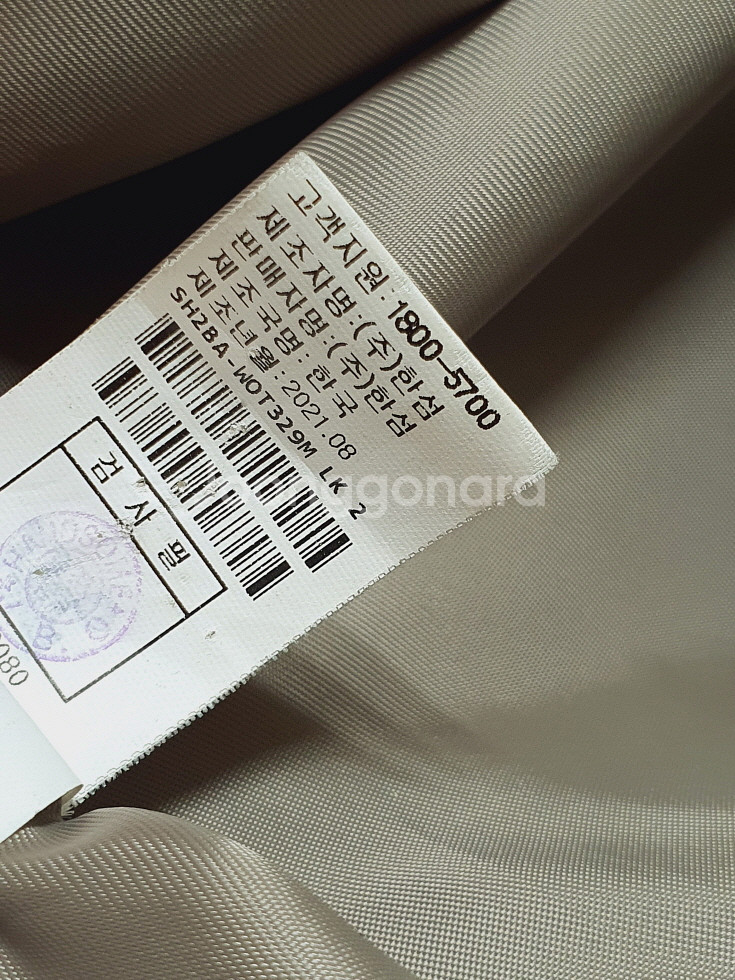 고객지원 : 1800-5700
제조자명 : (주)한섬
판매자명 : (주)한섬
제조국명 : 한국
제조년월 : 2021.08
SH2BA-WOT329M LK 2
검사필
080
gonara